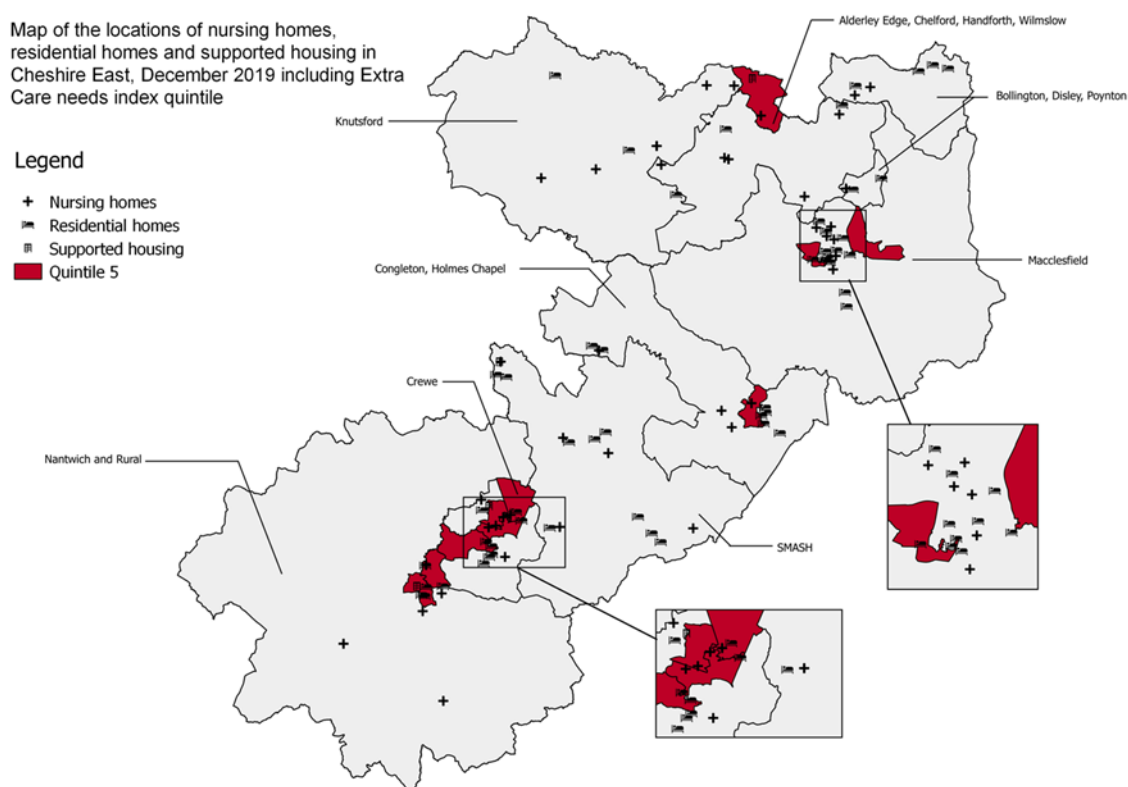 Map of the locations of nursing homes,
residential homes and supported housing in
Cheshire East, December 2019 including Extra
Care needs index quintile
Alderley Edge, Chelford, Handforth, Wilmslow
Bollington, Disley, Poynton
Knutsford
Legend
Nursing homes
Residential homes
Supported housing
Quintile 5
Macclesfield
Congleton, Holmes Chapel
Crewe
Nantwich and Rural
SMASH